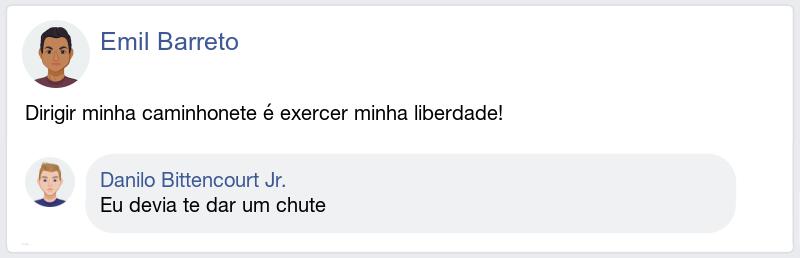 Emil Barreto
Dirigir minha caminhonete é exercer minha liberdade!
Danilo Bittencourt Jr.
Eu devia te dar um chute